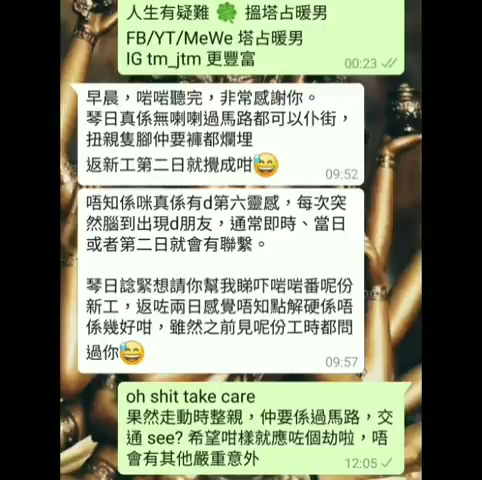 人生有疑難 🍀 搵塔占暖男
FB/YT/MeWe 塔占暖男
IG tm_jtm 更豐富
00:23
早晨，啱啱聽完，非常感謝你。
琴日真係無喇喇過馬路都可以仆街，
扭親隻腳仲要褲都爛埋
返新工第二日就攪成咁😅
09:52
唔知係咪真係有d第六靈感，每次突
然腦到出現d朋友，通常即時、當日
或者第二日就會有聯繫。
琴日諗緊想請你幫我睇吓啱啱番呢份
新工，返咗兩日感覺唔知點解硬係唔
係幾好咁，雖然之前見呢份工時都問
過你😅
09:57
oh shit take care
果然走動時整親，仲要係過馬路，交
通 see? 希望咁樣就應咗個劫啦，唔
會有其他嚴重意外
12:05